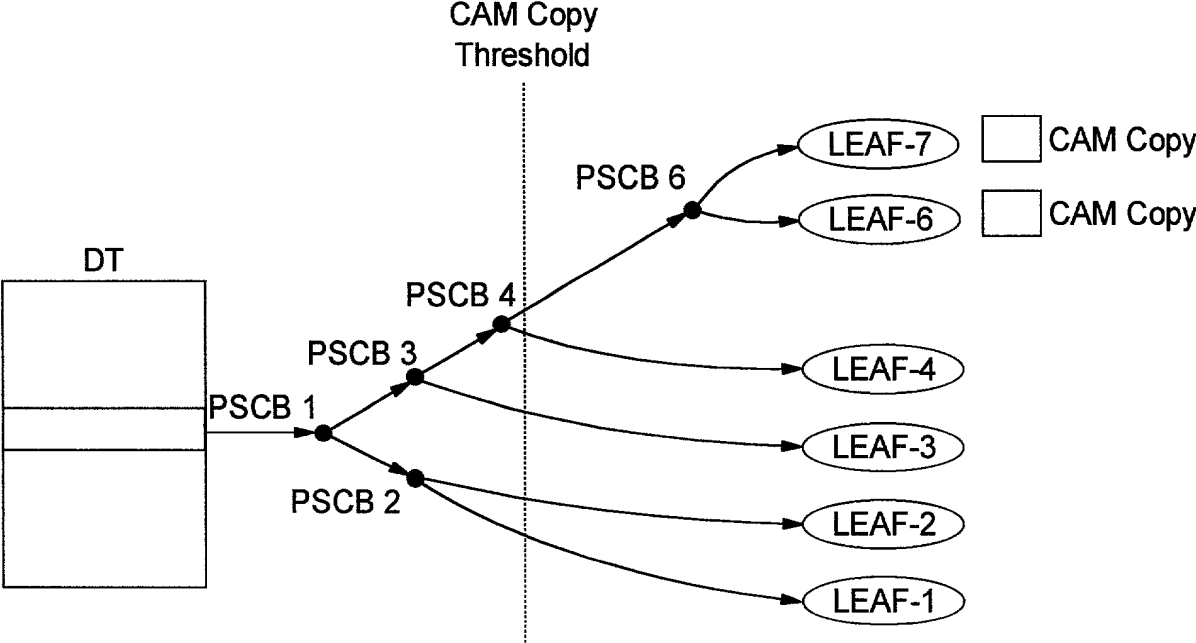 CAM Copy
Threshold
LEAF-7
CAM Copy
PSCB 6
LEAF-6
CAM Copy
DT
PSCB 4
PSCB 3
LEAF-4
PSCB 1
LEAF-3
PSCB 2
LEAF-2
LEAF-1